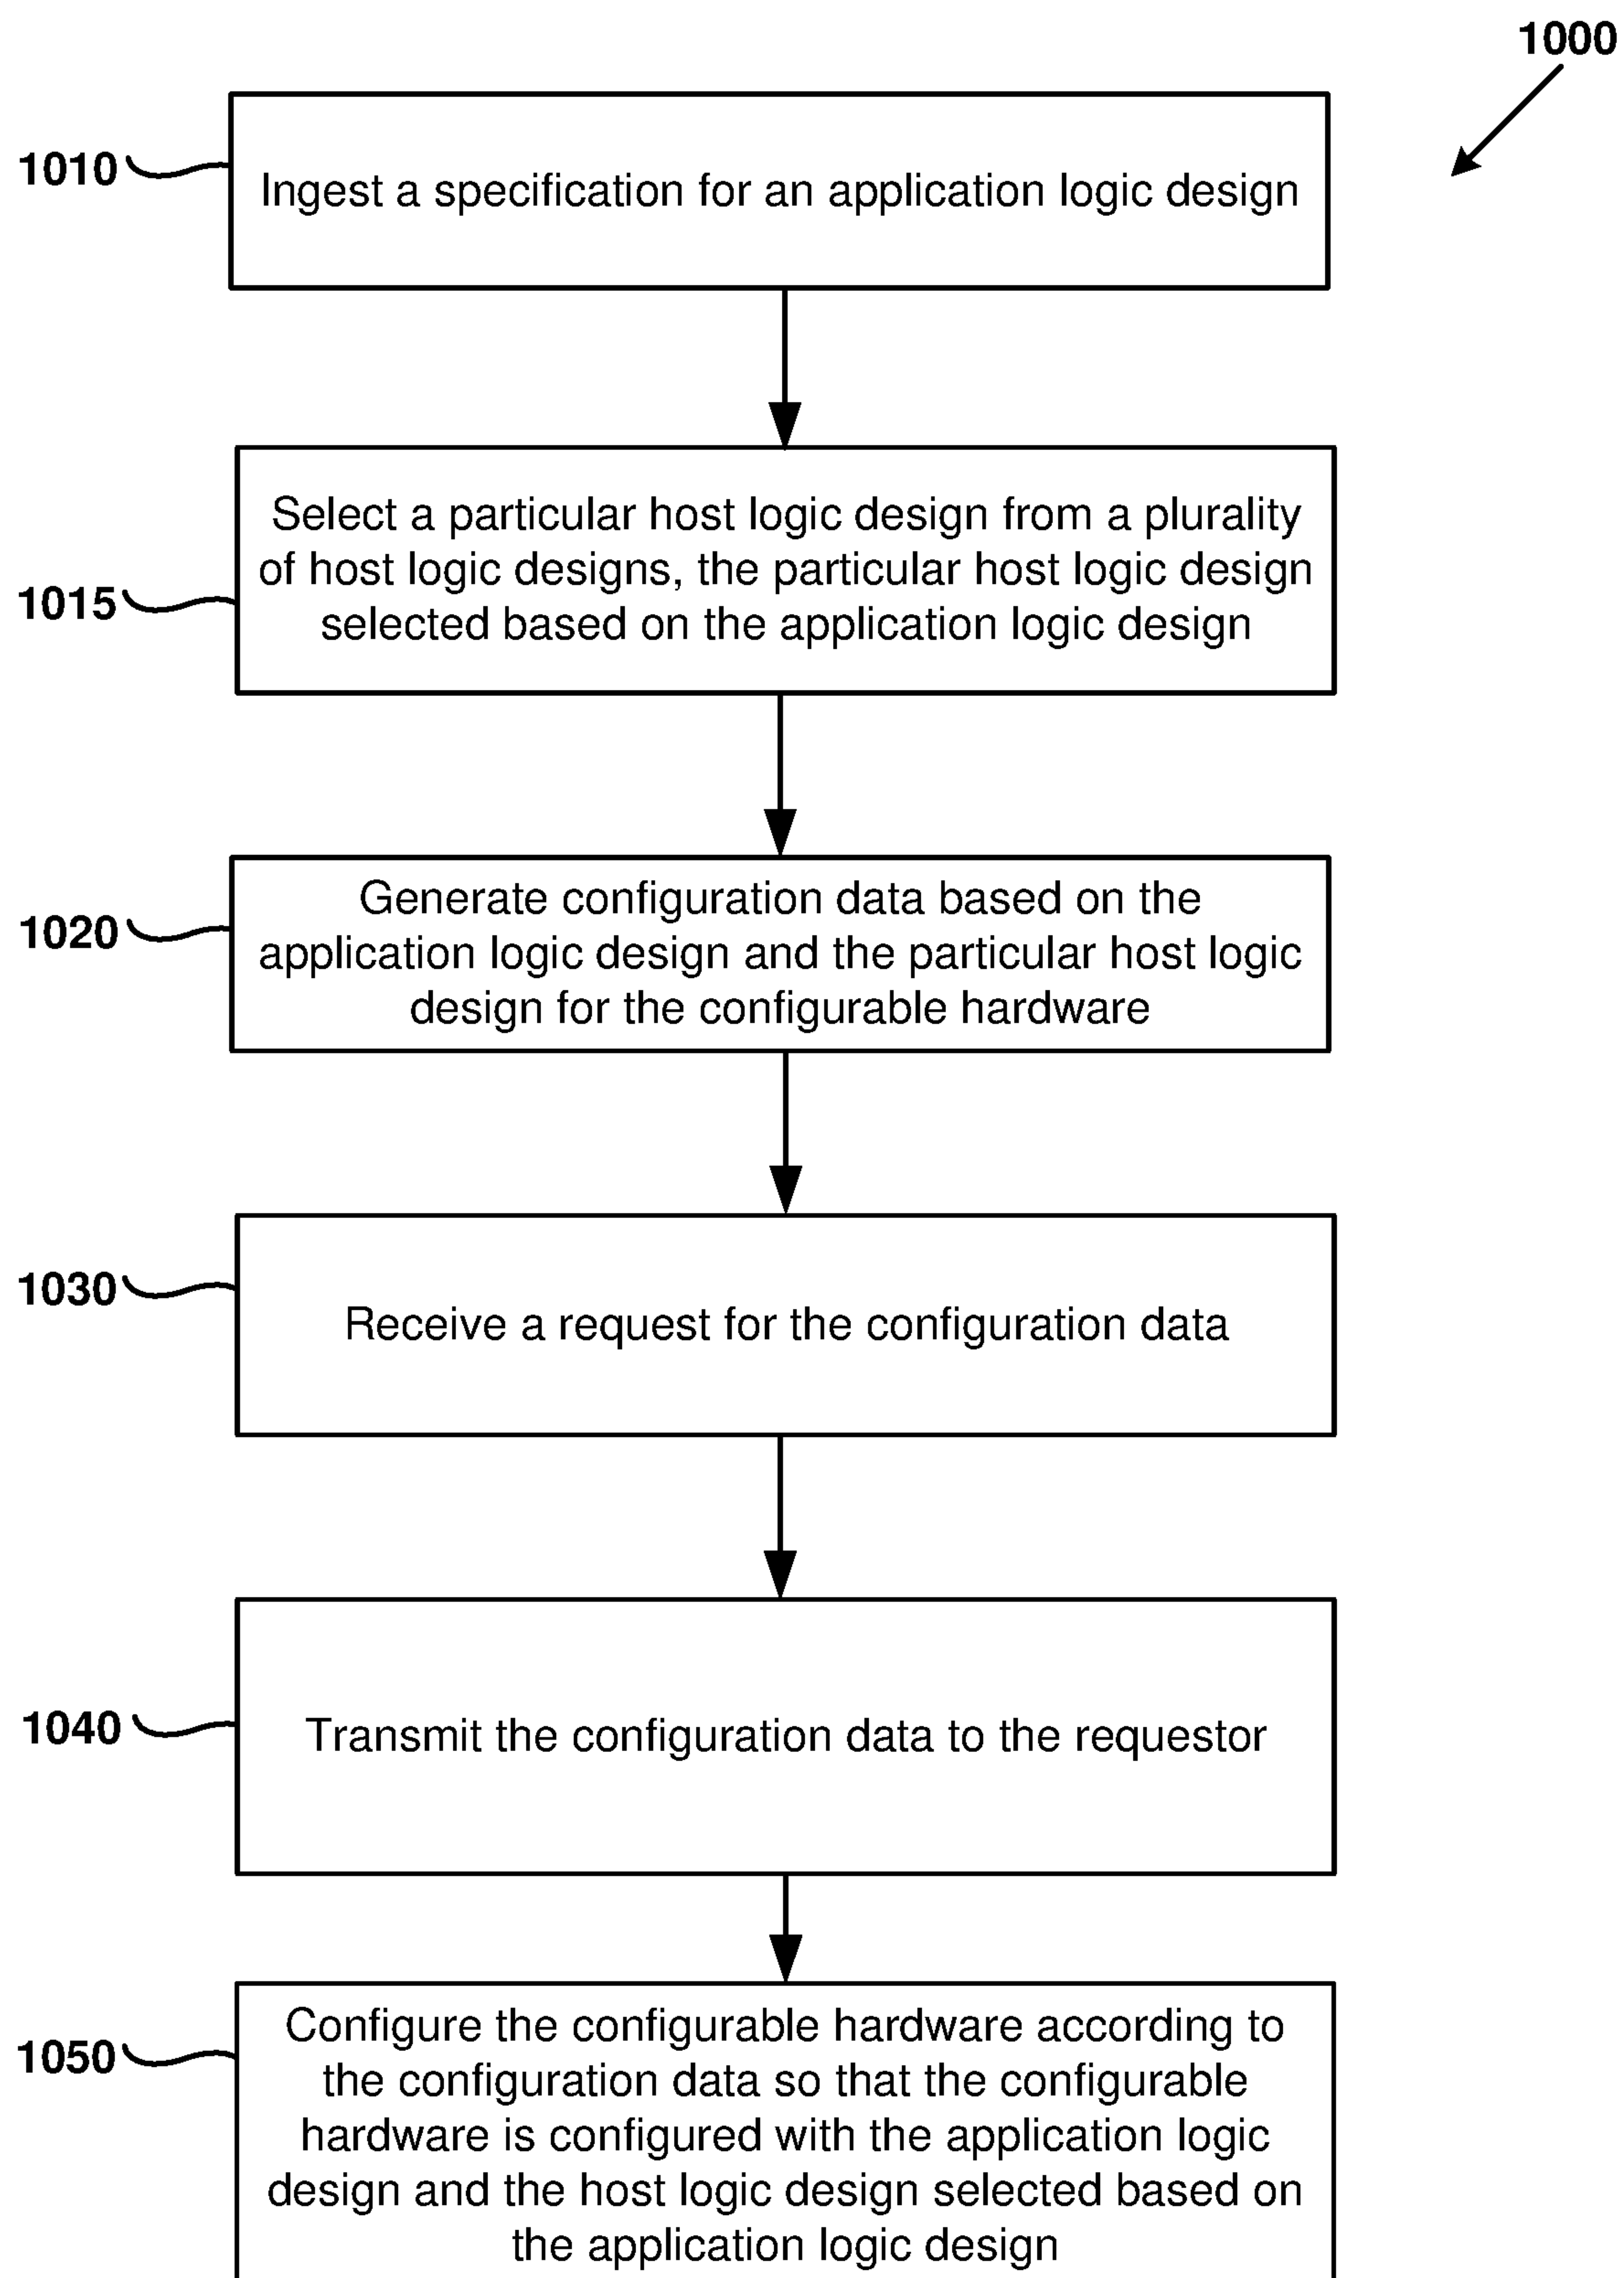 1000
1010
Ingest a specification for an application logic design
Select a particular host logic design from a plurality
of host logic designs, the particular host logic design
1015
selected based on the application logic design
Generate configuration data based on the
1020
application logic design and the particular host logic
design for the configurable hardware
1030
Receive a request for the configuration data
1040
Transmit the configuration data to the requestor
Configure the configurable hardware according to
1050
the configuration data so that the configurable
hardware is configured with the application logic
design and the host logic design selected based on
the application logic design